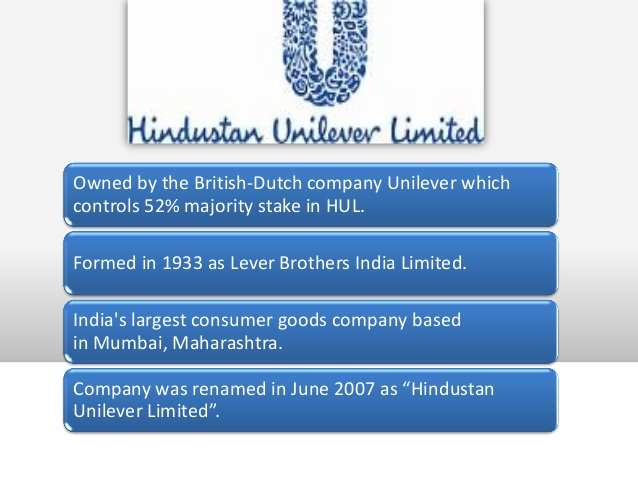 Hindustan Unilever Limited
Owned by the British-Dutch company Unilever which
controls 52% majority stake in HUL.
Formed in 1933 as Lever Brothers India Limited.
India's largest consumer goods company based
in Mumbai, Maharashtra.
Company was renamed in June 2007 as “Hindustan
Unilever Limited”.